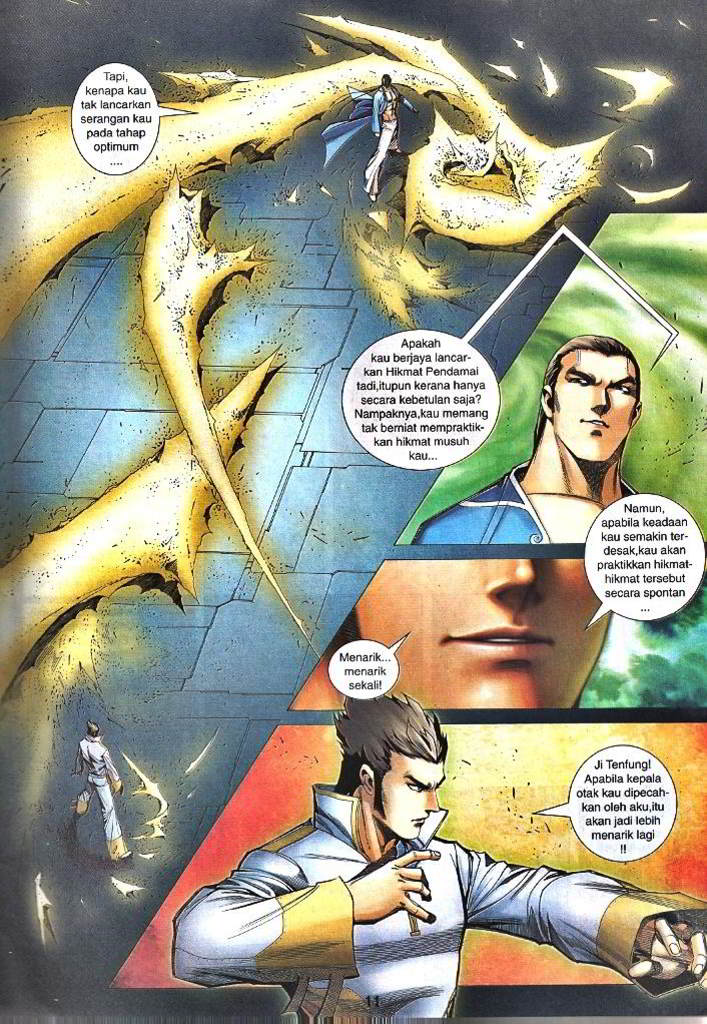 Tapi,
kenapa kau
tak lancarkan
serangan kau
pada tahap
optimum
....
Apakah
kau berjaya lancar-
kan Hikmat Pendamai
tadi,itupun kerana hanya
secara kebetulan saja?
Nampaknya,kau memang
tak berniat mempraktik-
kan hikmat musuh
kau...
Namun,
apabila keadaan
kau semakin ter-
desak,kau akan
praktikkan hikmat-
hikmat tersebut
secara spontan
...
Menarik...
menarik
sekali!
Ji Tenfung!
Apabila kepala
otak kau dipecah-
kan oleh aku,itu
akan jadi lebih
menarik lagi
!!
11